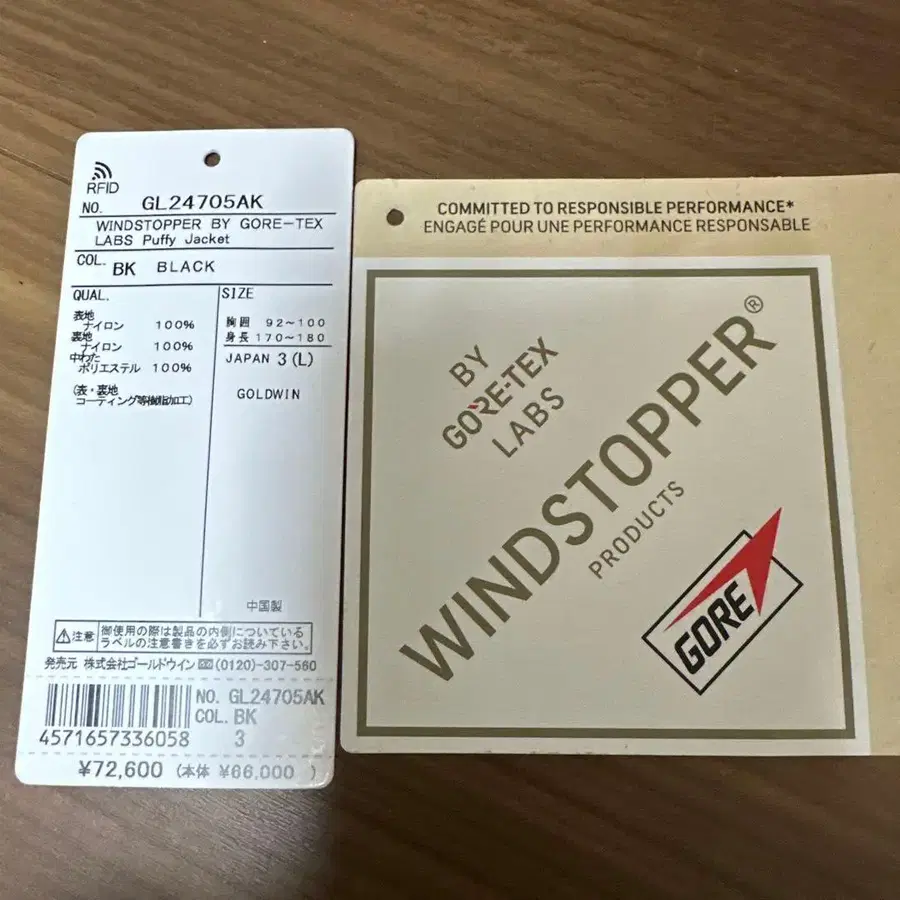 RFID
NO. GL24705AK
WINDSTOPPER BY GORE-TEX
LABS Puffy Jacket
COL. BK BLACK
QUAL.
表地
ナイロン 100%
裏地
ナイロン 100%
中わた
ポリエステル 100%
(表・裏地
コーティング等樹脂加工)
SIZE
胸囲 92~100
身長 170~180
JAPAN 3(L)
GOLDWIN
中国製
注意 御使用の際は製品の内側についている
ラベルの注意書きを必ずお読み下さい。
発売元 株式会社ゴールドウイン (0120)-307-560
NO. GL24705AK
COL. BK
3
4571657336058
¥72,600 (本体 ¥66,000 )
COMMITTED TO RESPONSIBLE PERFORMANCE*
ENGAGÉ POUR UNE PERFORMANCE RESPONSABLE
BY
GORE-TEX
LABS
WINDSTOPPER®
PRODUCTS
GORE